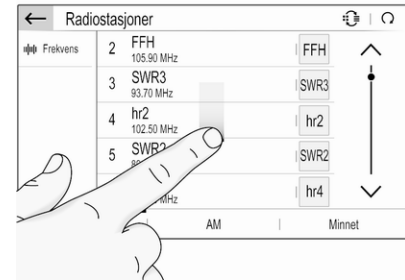 Radiostasjoner
Frekvens
2 FFH FFH
105.90 MHz
3 SWR3 SWR3
93.70 MHz
4 hr2 hr2
102.50 MHz
5 SWR2 SWR2
hr4
MHz
AM Minnet